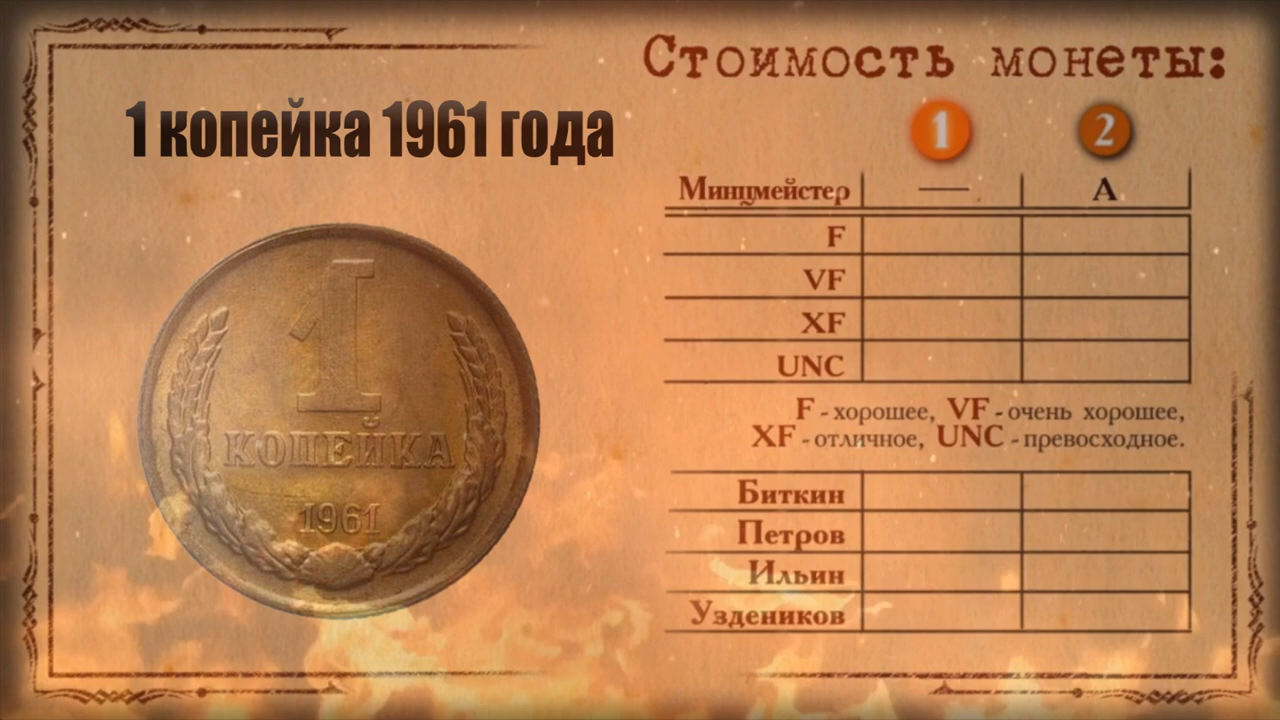 Стоимость монеты:
1 копейка 1961 года
1 2
Минцмейстер — А
F
VF
XF
UNC
F - хорошее, VF - очень хорошее,
XF - отличное, UNC - превосходное.
Биткин
Петров
Ильин
Уздеников
1
КОПЕЙКА
1961